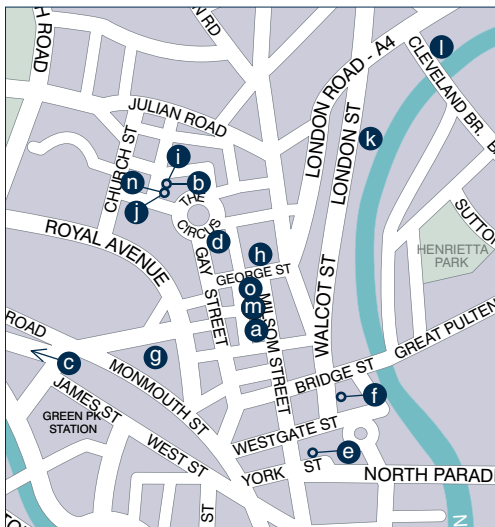 H ROAD
N RD
LONDON ROAD - A4
l
CLEVELAND BR.
B
JULIAN ROAD
LONDON ST
k
CHURCH ST
i
n
b
j
THE
CIRCUS
SUTTO
ROYAL AVENUE
d
h
HENRIETTA
PARK
GAY STREET
GEORGE ST
o
m
MILSOM STREET
a
WALCOT ST
GREAT PULTEN
ROAD
c
g
MONMOUTH ST
BRIDGE ST
f
JAMES ST
WEST ST
GREEN PK
STATION
WESTGATE ST
e
YORK ST
NORTH PARAD
ST
N